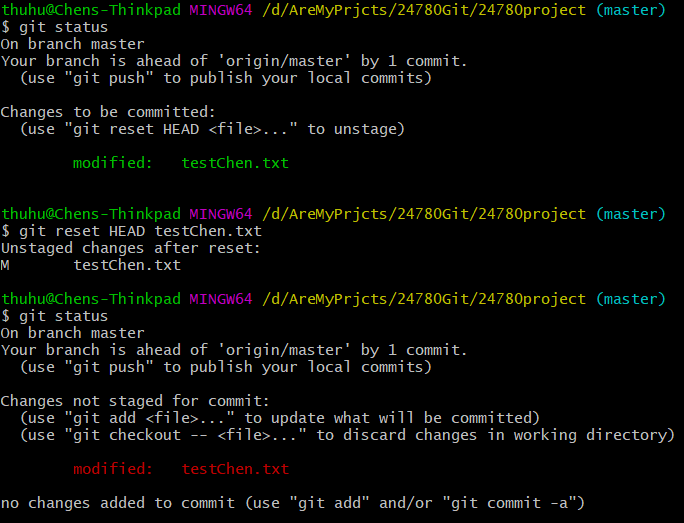 thuhu@Chens-Thinkpad MINGW64 /d/AreMyPrjcts/24780Git/24780project (master)
$ git status
On branch master
Your branch is ahead of 'origin/master' by 1 commit.
  (use "git push" to publish your local commits)
Changes to be committed:
  (use "git reset HEAD <file>..." to unstage)
        modified:   testChen.txt
thuhu@Chens-Thinkpad MINGW64 /d/AreMyPrjcts/24780Git/24780project (master)
$ git reset HEAD testChen.txt
Unstaged changes after reset:
M       testChen.txt
thuhu@Chens-Thinkpad MINGW64 /d/AreMyPrjcts/24780Git/24780project (master)
$ git status
On branch master
Your branch is ahead of 'origin/master' by 1 commit.
  (use "git push" to publish your local commits)
Changes not staged for commit:
  (use "git add <file>..." to update what will be committed)
  (use "git checkout -- <file>..." to discard changes in working directory)
        modified:   testChen.txt
no changes added to commit (use "git add" and/or "git commit -a")